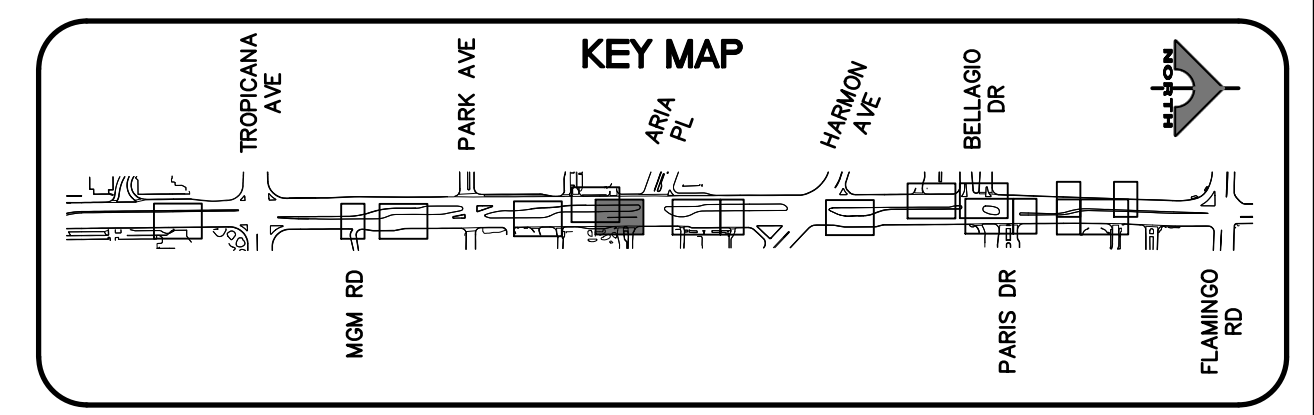 KEY MAP
TROPICANA
AVE
PARK AVE
ARIA
PL
HARMON
AVE
BELLAGIO
DR
NORTH
MGM RD
PARIS DR
FLAMINGO
RD